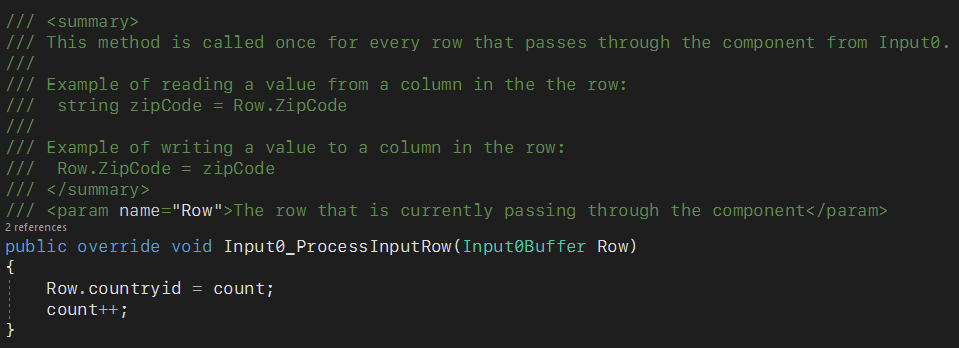 /// <summary>
/// This method is called once for every row that passes through the component from Input0.
///
/// Example of reading a value from a column in the the row:
///  string zipCode = Row.ZipCode
///
/// Example of writing a value to a column in the row:
///  Row.ZipCode = zipCode
/// </summary>
/// <param name="Row">The row that is currently passing through the component</param>
2 references
public override void Input0_ProcessInputRow(Input0Buffer Row)
{
    Row.countryid = count;
    count++;
}